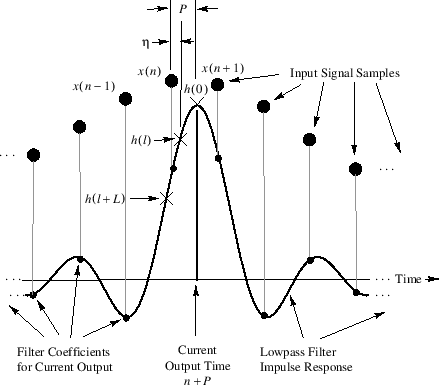 P
η
x(n)
x(n+1)
x(n−1)
h(0)
Input Signal Samples
h(l)
h(l+L)
...
...
...
...
Time
...
...
Filter Coefficients
for Current Output
Current
Output Time
n+P
Lowpass Filter
Impulse Response